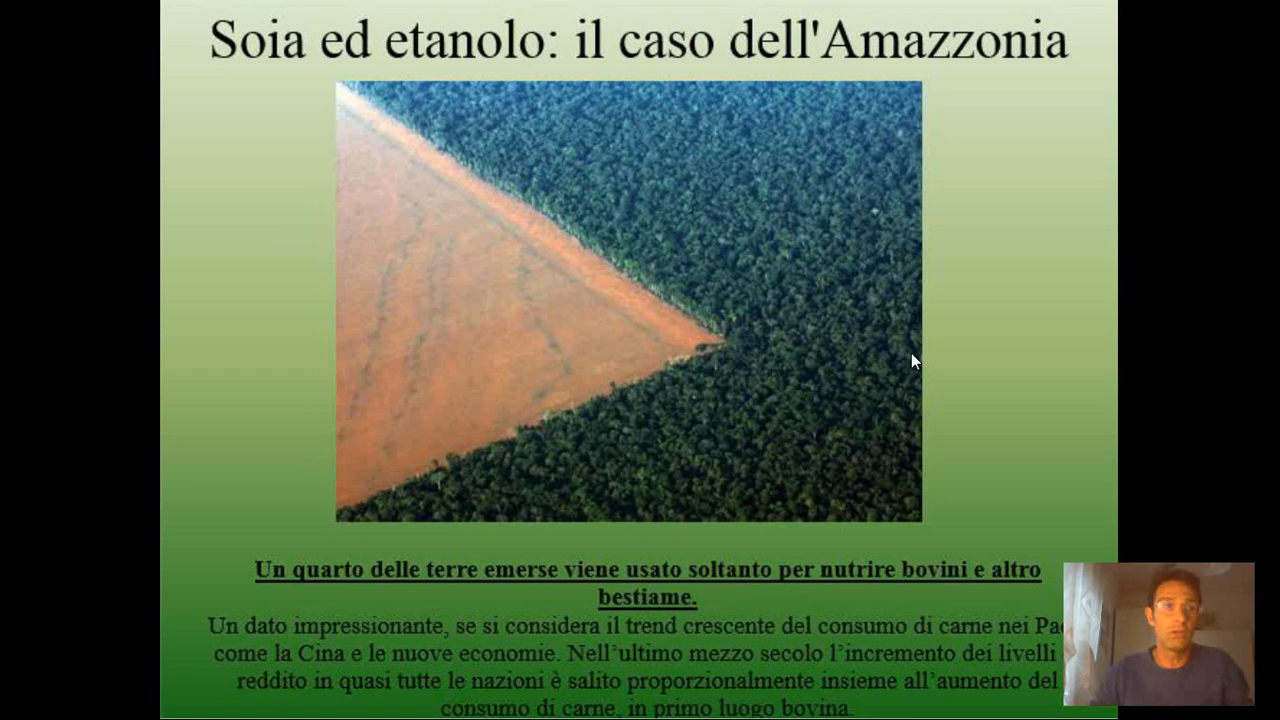 Soia ed etanolo: il caso dell'Amazzonia
Un quarto delle terre emerse viene usato soltanto per nutrire bovini e altro
bestiame.
Un dato impressionante, se si considera il trend crescente del consumo di carne nei
come la Cina e le nuove economie. Nell’ultimo mezzo secolo l’incremento dei livelli
reddito in quasi tutte le nazioni è salito proporzionalmente insieme all’aumento del
consumo di carne, in primo luogo bovina.